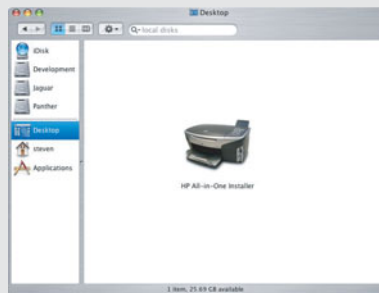 Desktop
local disks
iDisk
Development
Jaguar
Panther
Desktop
steven
Applications
HP All-in-One Installer
1 item, 25.69 GB available